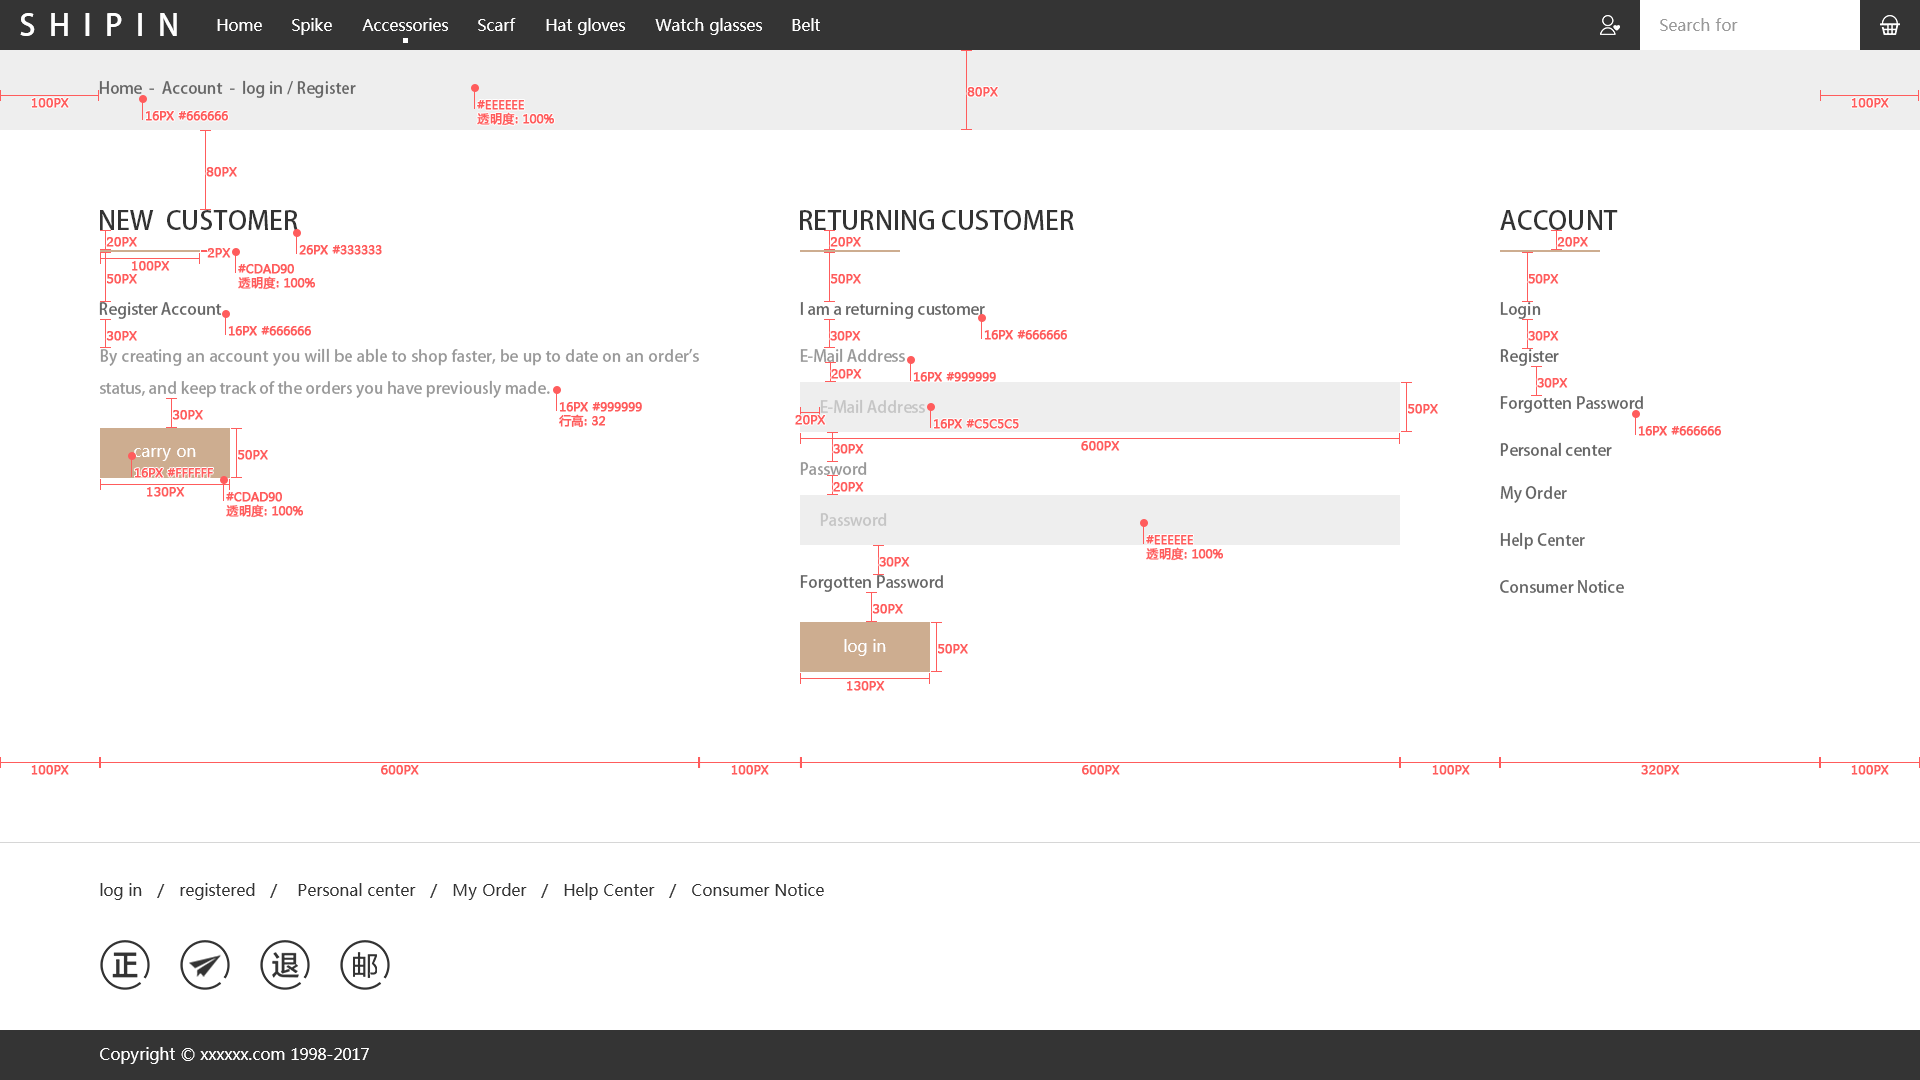 SHIPIN Home Spike Accessories Scarf Hat gloves Watch glasses Belt Search for
Home - Account - log in / Register
100PX
16PX #666666
#EEEEEE
透明度: 100%
80PX
100PX
80PX
NEW CUSTOMER
20PX
2PX
26PX #333333
100PX
#CDAD90
透明度: 100%
50PX
Register Account
16PX #666666
30PX
By creating an account you will be able to shop faster, be up to date on an order's
status, and keep track of the orders you have previously made.
16PX #999999
行高: 32
30PX
carry on
16PX #FFFFFF
50PX
130PX
#CDAD90
透明度: 100%
RETURNING CUSTOMER
20PX
50PX
I am a returning customer
16PX #666666
30PX
E-Mail Address
16PX #999999
20PX
E-Mail Address
16PX #C5C5C5
20PX
50PX
600PX
30PX
Password
20PX
Password
#EEEEEE
透明度: 100%
30PX
Forgotten Password
30PX
log in
50PX
130PX
ACCOUNT
20PX
50PX
Login
30PX
Register
30PX
Forgotten Password
16PX #666666
Personal center
My Order
Help Center
Consumer Notice
100PX 600PX 100PX 600PX 100PX 320PX 100PX
log in / registered / Personal center / My Order / Help Center / Consumer Notice
正 退 邮
Copyright © xxxxxx.com 1998-2017